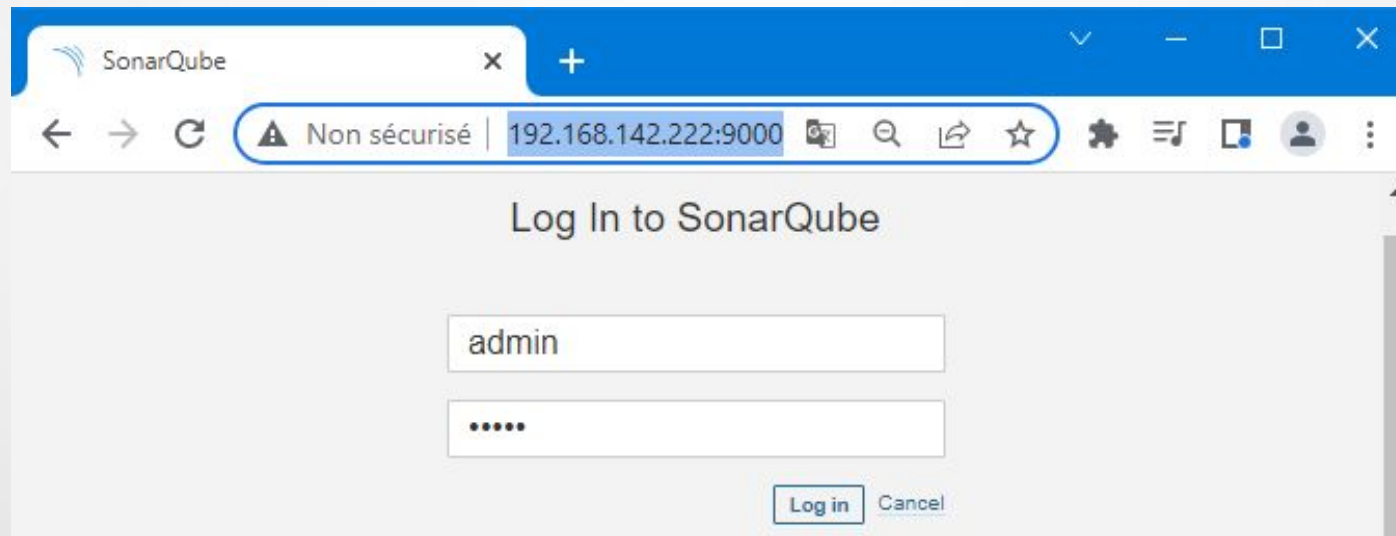 SonarQube
Non sécurisé | 192.168.142.222:9000
Log In to SonarQube
admin
•••••
Log in Cancel